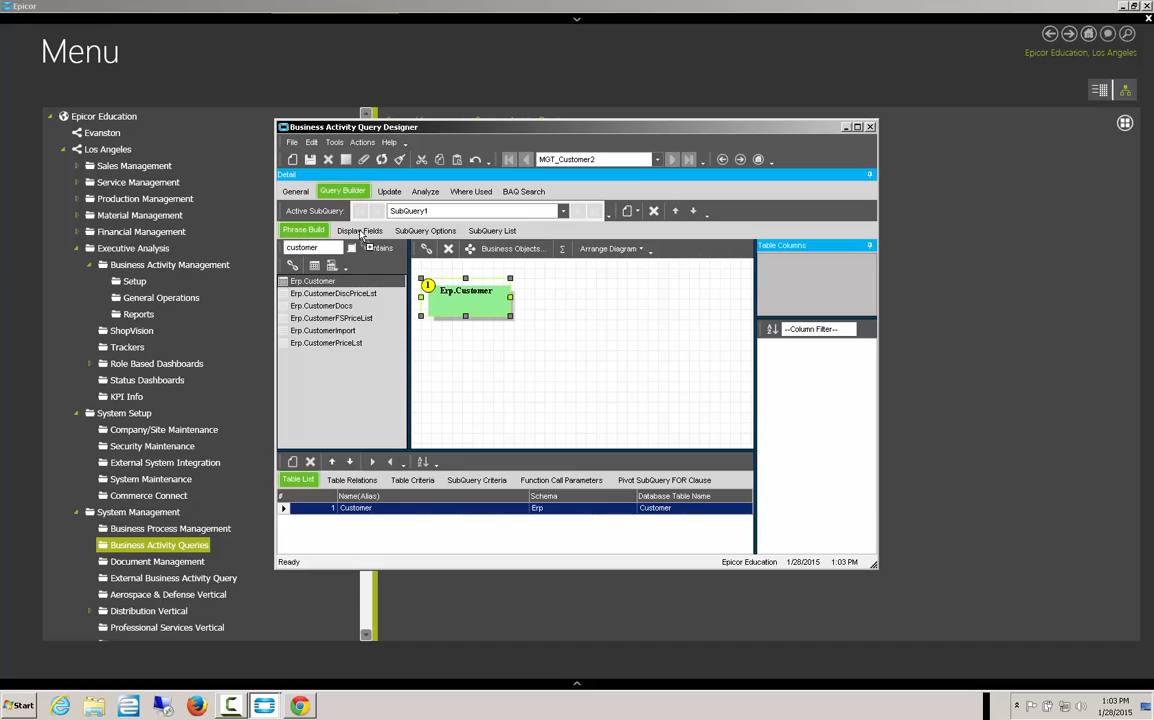 Epicor
Menu
Epicor Education, Los Angeles
Epicor Education
Evanston
Los Angeles
Sales Management
Service Management
Production Management
Material Management
Financial Management
Executive Analysis
Business Activity Management
Setup
General Operations
Reports
ShopVision
Trackers
Role Based Dashboards
Status Dashboards
KPI Info
System Setup
Company/Site Maintenance
Security Maintenance
External System Integration
System Maintenance
Commerce Connect
System Management
Business Process Management
Business Activity Queries
Document Management
External Business Activity Query
Aerospace & Defense Vertical
Distribution Vertical
Professional Services Vertical
Business Activity Query Designer
File Edit Tools Actions Help
MGT_Customer2
Detail
General Query Builder Update Analyze Where Used BAQ Search
Active SubQuery: SubQuery1
Phrase Build Display Fields SubQuery Options SubQuery List
customer
Business Objects... Σ Arrange Diagram
Erp.Customer
Erp.CustomerDiscPriceLst
Erp.CustomerDocs
Erp.CustomerFSPriceList
Erp.CustomerImport
Erp.CustomerPriceLst
1 Erp.Customer
Table Columns
--Column Filter--
Table List Table Relations Table Criteria SubQuery Criteria Function Call Parameters Pivot SubQuery FOR Clause
# Name(Alias) Schema Database Table Name
1 Customer Erp Customer
Ready Epicor Education 1/28/2015 1:03 PM
Start
1:03 PM
1/28/2015